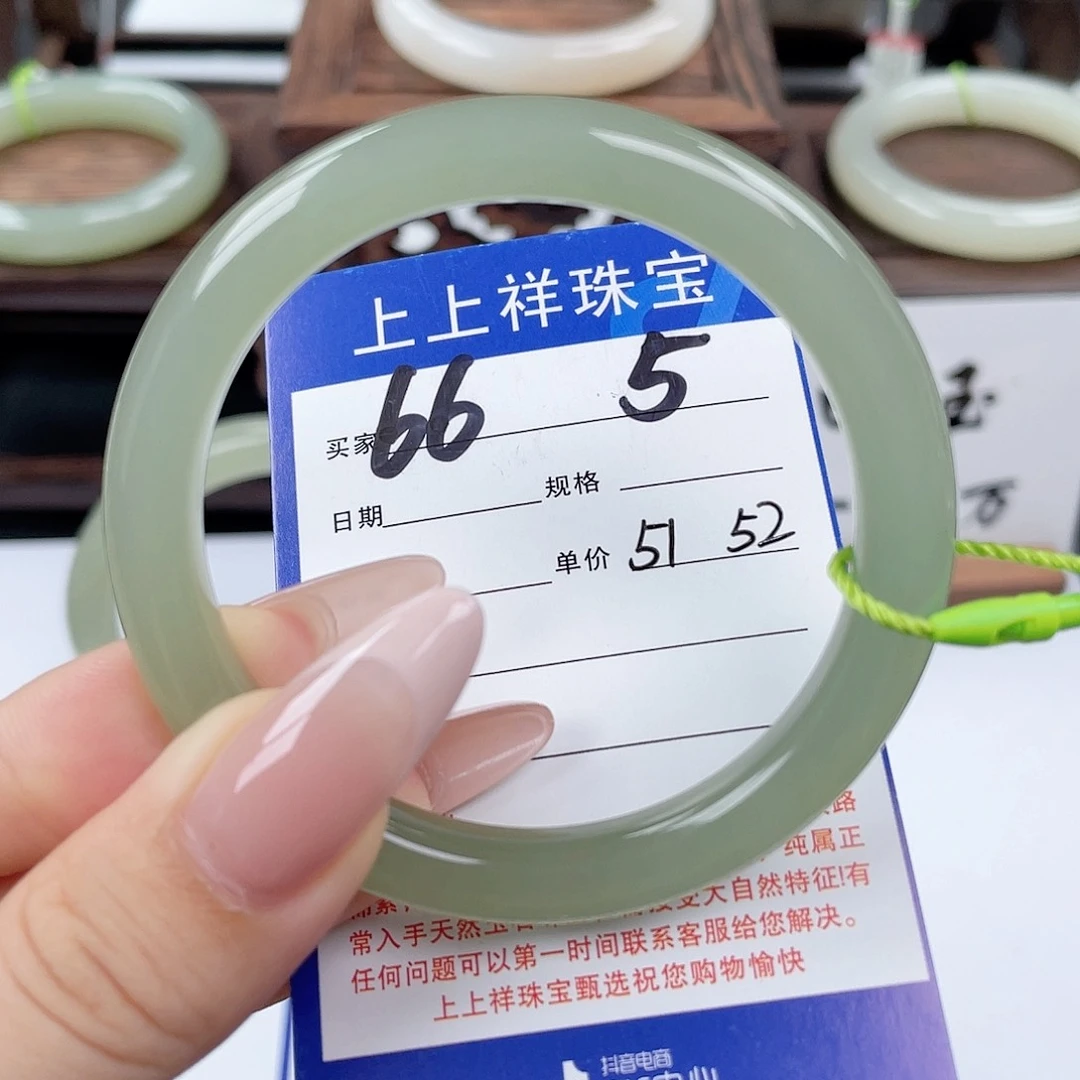 上上祥珠宝
买家 66 5
日期 规格
单价 51 52
路
纯属正
大自然特征!有
常入手天然
任何问题可以第一时间联系客服给您解决。
上上祥珠宝甄选祝您购物愉快
抖音电商
玉
万